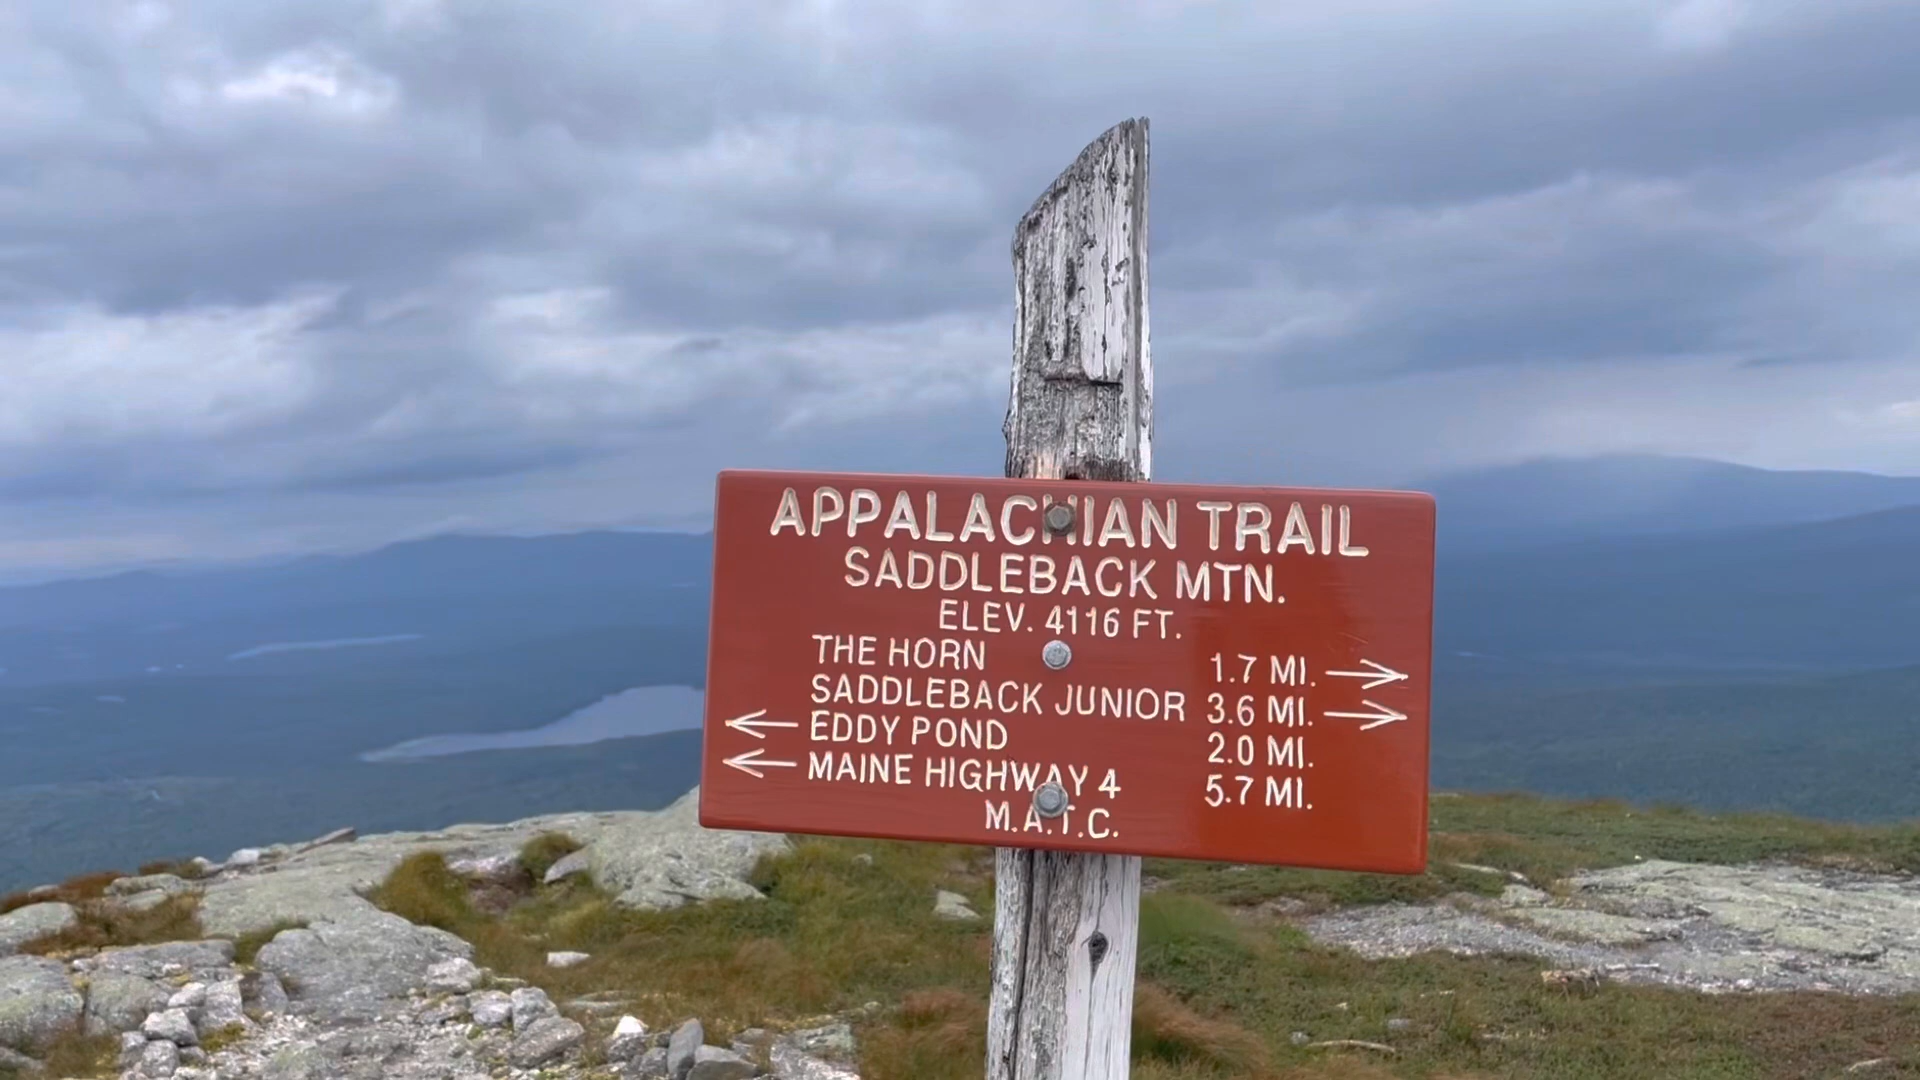 APPALACHIAN TRAIL
SADDLEBACK MTN.
ELEV. 4116 FT.
THE HORN 1.7 MI. →
SADDLEBACK JUNIOR 3.6 MI. →
← EDDY POND 2.0 MI.
← MAINE HIGHWAY 4 5.7 MI.
M.A.T.C.